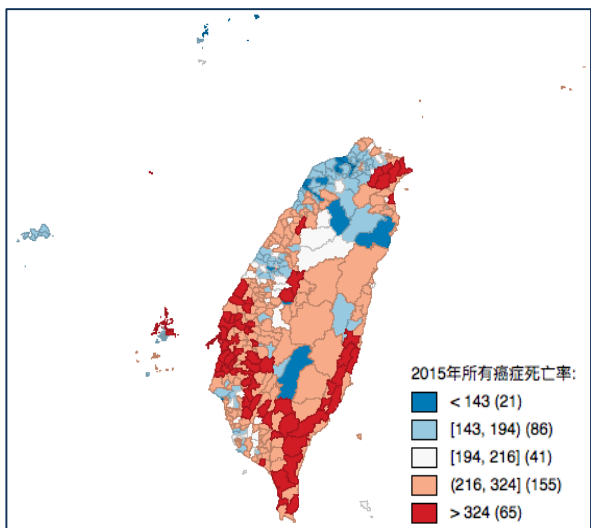 2015年所有癌症死亡率:
< 143 (21)
[143, 194) (86)
[194, 216] (41)
(216, 324] (155)
> 324 (65)